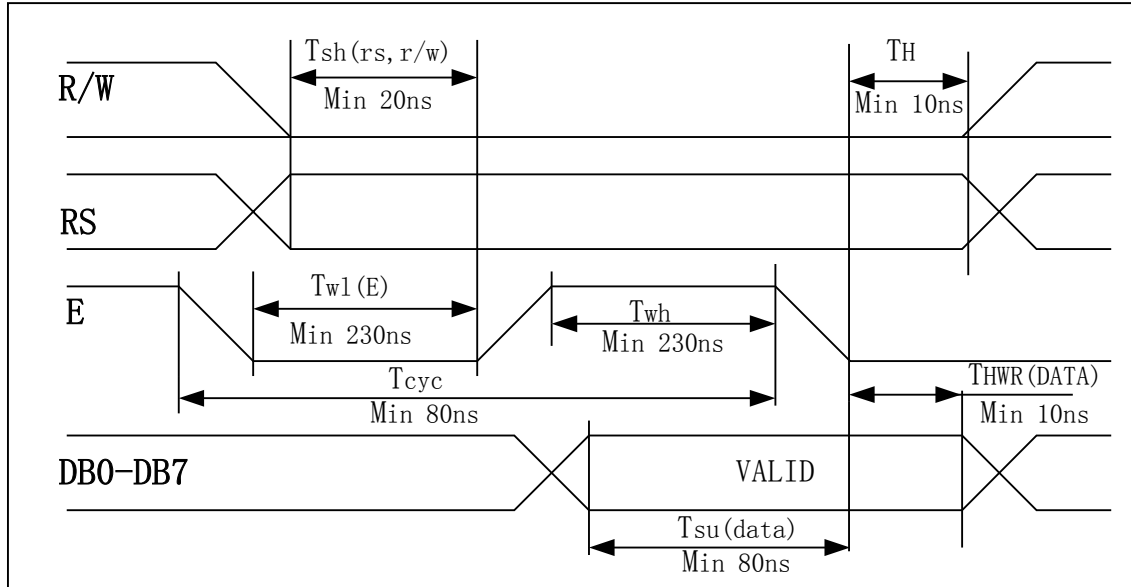 Tsh(rs,r/w)
Min 20ns
TH
Min 10ns
R/W
RS
E
Twl(E)
Min 230ns
Twh
Min 230ns
Tcyc
Min 80ns
THWR(DATA)
Min 10ns
DB0-DB7
VALID
Tsu(data)
Min 80ns